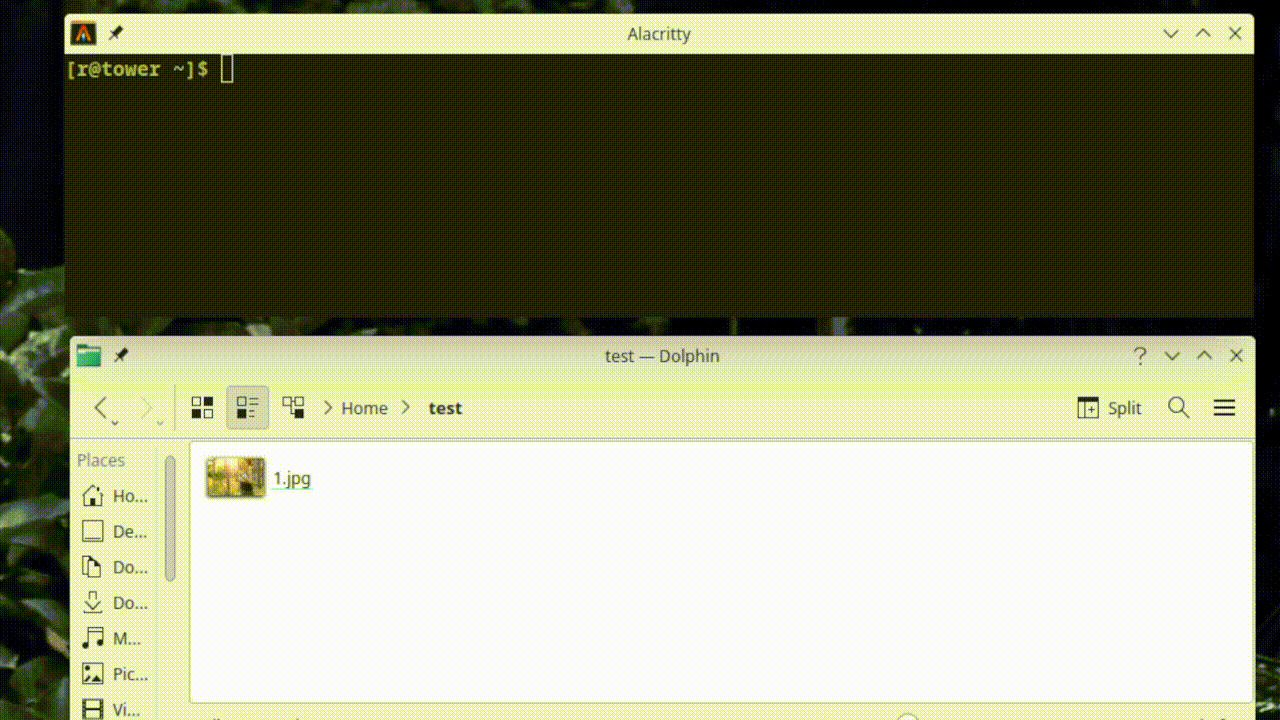 Alacritty
[r@tower ~]$
test — Dolphin
Home test Split
Places
1.jpg
Ho...
De...
Do...
Do...
M...
Pic...
Vi...